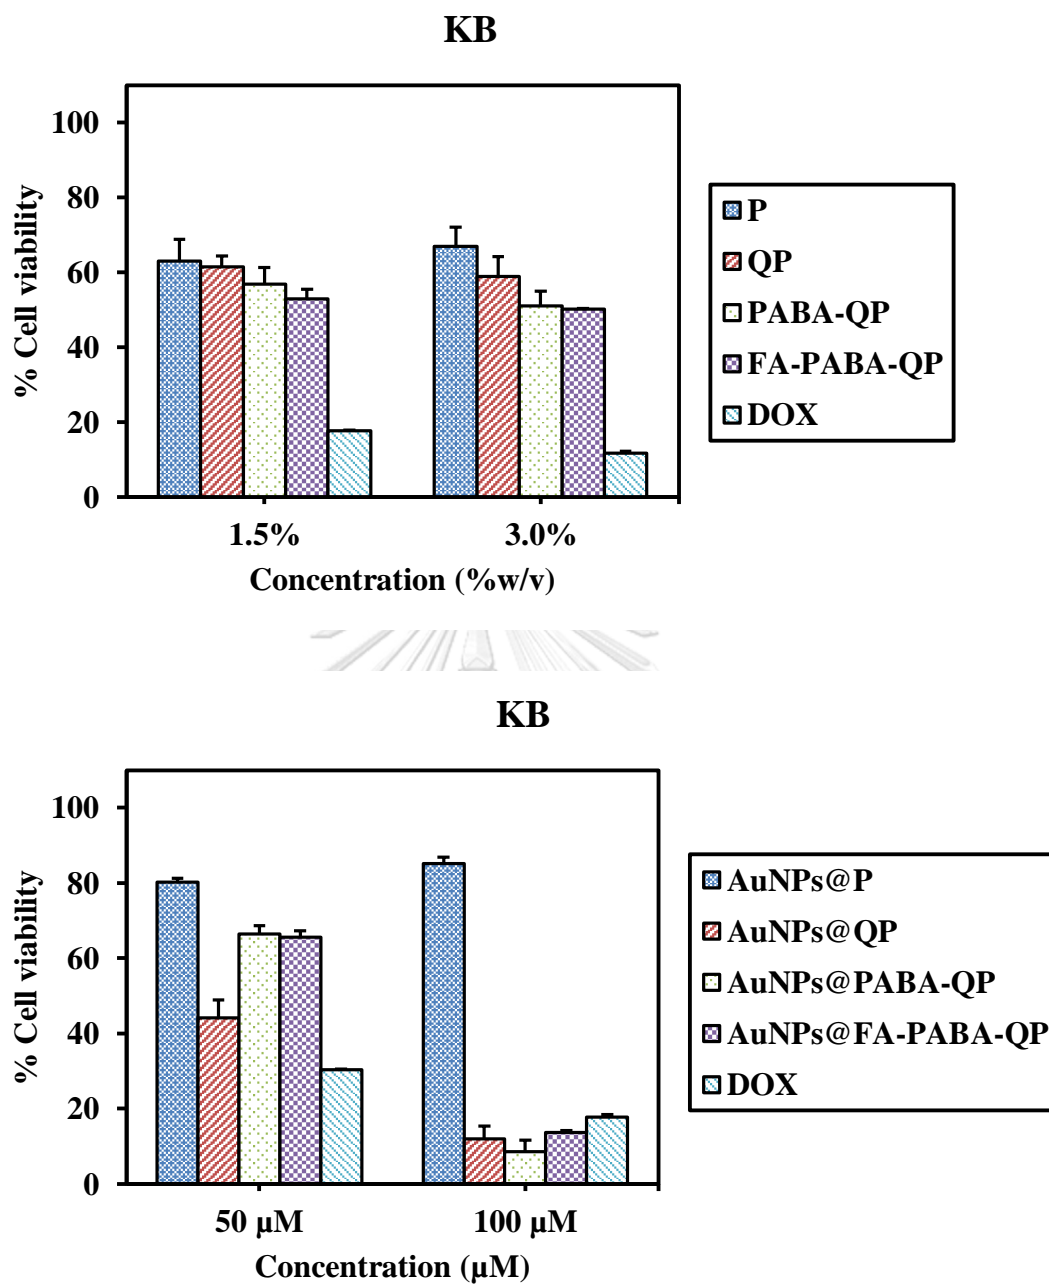 KB
100
80
60
40
20
0
% Cell viability
1.5% 3.0%
Concentration (%w/v)
P
QP
PABA-QP
FA-PABA-QP
DOX
KB
100
80
60
40
20
0
% Cell viability
50 µM 100 µM
Concentration (µM)
AuNPs@P
AuNPs@QP
AuNPs@PABA-QP
AuNPs@FA-PABA-QP
DOX